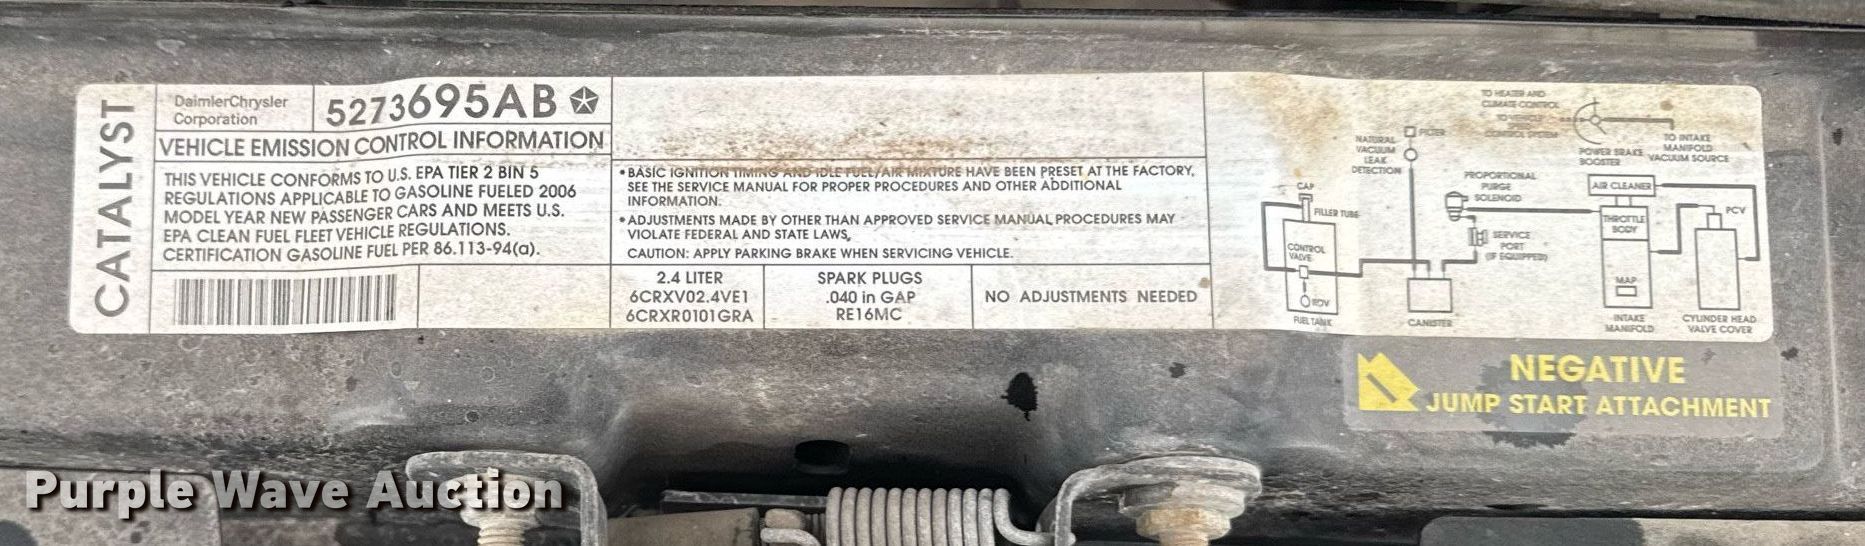 CATALYST
DaimlerChrysler
Corporation
5273695AB
VEHICLE EMISSION CONTROL INFORMATION
THIS VEHICLE CONFORMS TO U.S. EPA TIER 2 BIN 5
REGULATIONS APPLICABLE TO GASOLINE FUELED 2006
MODEL YEAR NEW PASSENGER CARS AND MEETS U.S.
EPA CLEAN FUEL FLEET VEHICLE REGULATIONS.
CERTIFICATION GASOLINE FUEL PER 86.113-94(a).
• BASIC IGNITION TIMING AND IDLE FUEL/AIR MIXTURE HAVE BEEN PRESET AT THE FACTORY.
SEE THE SERVICE MANUAL FOR PROPER PROCEDURES AND OTHER ADDITIONAL
INFORMATION.
• ADJUSTMENTS MADE BY OTHER THAN APPROVED SERVICE MANUAL PROCEDURES MAY
VIOLATE FEDERAL AND STATE LAWS,
CAUTION: APPLY PARKING BRAKE WHEN SERVICING VEHICLE.
2.4 LITER
6CRXV02.4VE1
6CRXR0101GRA
SPARK PLUGS
.040 in GAP
RE16MC
NO ADJUSTMENTS NEEDED
TO HEATER AND
CLIMATE CONTROL
TO VEHICLE
CONTROL SYSTEM
FILTER
NATURAL
VACUUM
LEAK
DETECTION
POWER BRAKE
BOOSTER
TO INTAKE
MANIFOLD
VACUUM SOURCE
CAP
FILLER TUBE
CONTROL
VALVE
ROV
FUEL TANK
PROPORTIONAL
PURGE
SOLENOID
SERVICE
PORT
(IF EQUIPPED)
CANISTER
AIR CLEANER
THROTTLE
BODY
MAP
INTAKE
MANIFOLD
PCV
CYLINDER HEAD
VALVE COVER
NEGATIVE
JUMP START ATTACHMENT
Purple Wave Auction